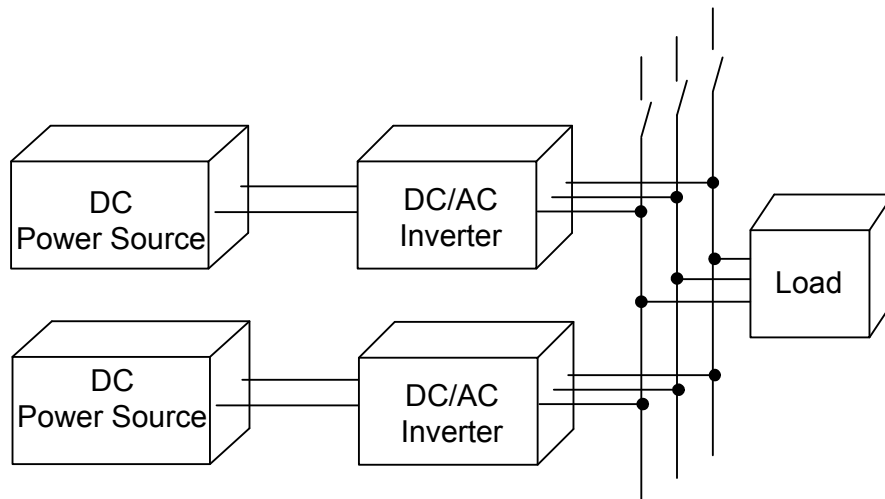 DC
Power Source
DC/AC
Inverter
Load
DC
Power Source
DC/AC
Inverter